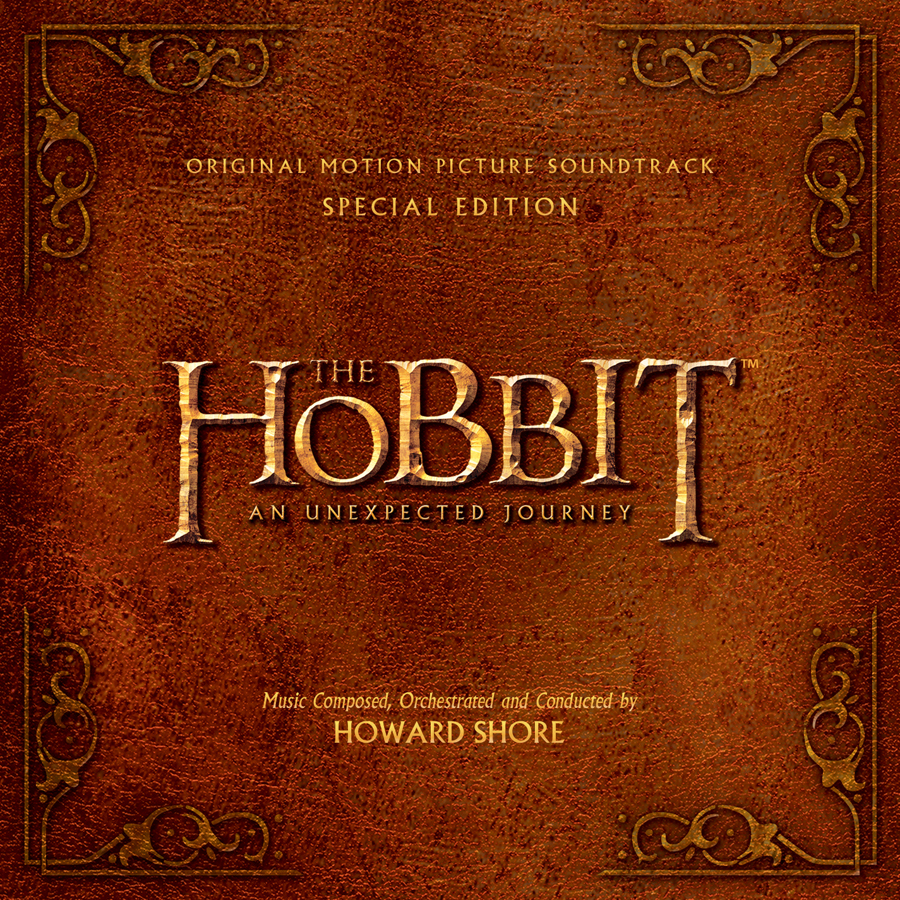 ORIGINAL MOTION PICTURE SOUNDTRACK
SPECIAL EDITION
THE
HOBBIT™
AN UNEXPECTED JOURNEY
Music Composed, Orchestrated and Conducted by
HOWARD SHORE